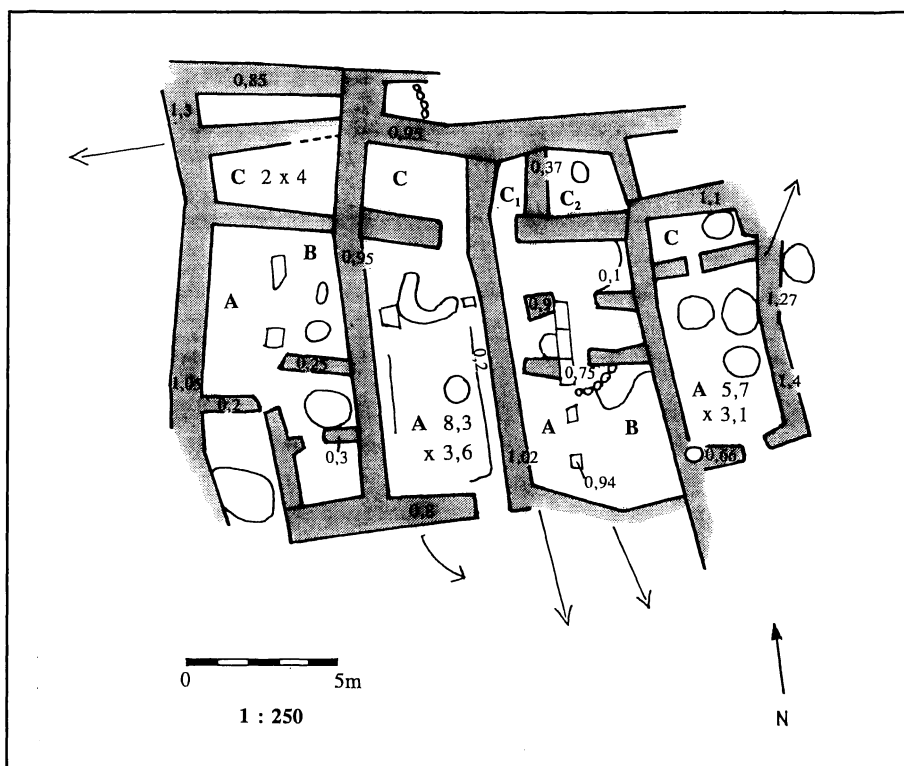 0,85
1,3
0,95
0,37
C 2 x 4
C
C₁
C₂
1,1
C
B
0,95
0,1
A
0,9
1,27
0,25
0,2
0,75
1,05
0,2
A 8,3
x 3,6
A
B
A 5,7
x 3,1
1,4
0,3
1,02
0,94
0,66
0,8
0 5m
1 : 250
N